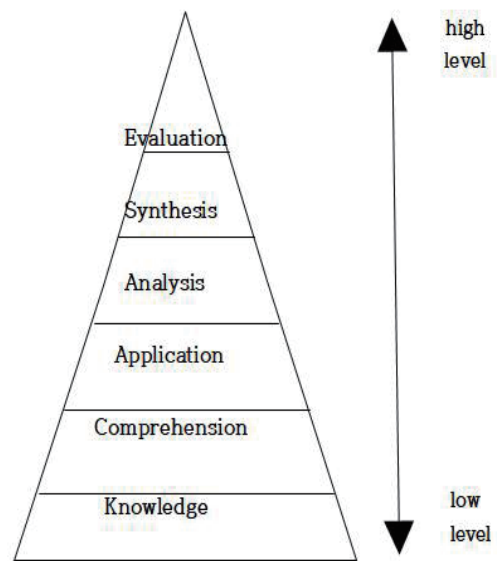 high
level
Evaluation
Synthesis
Analysis
Application
Comprehension
Knowledge
low
level